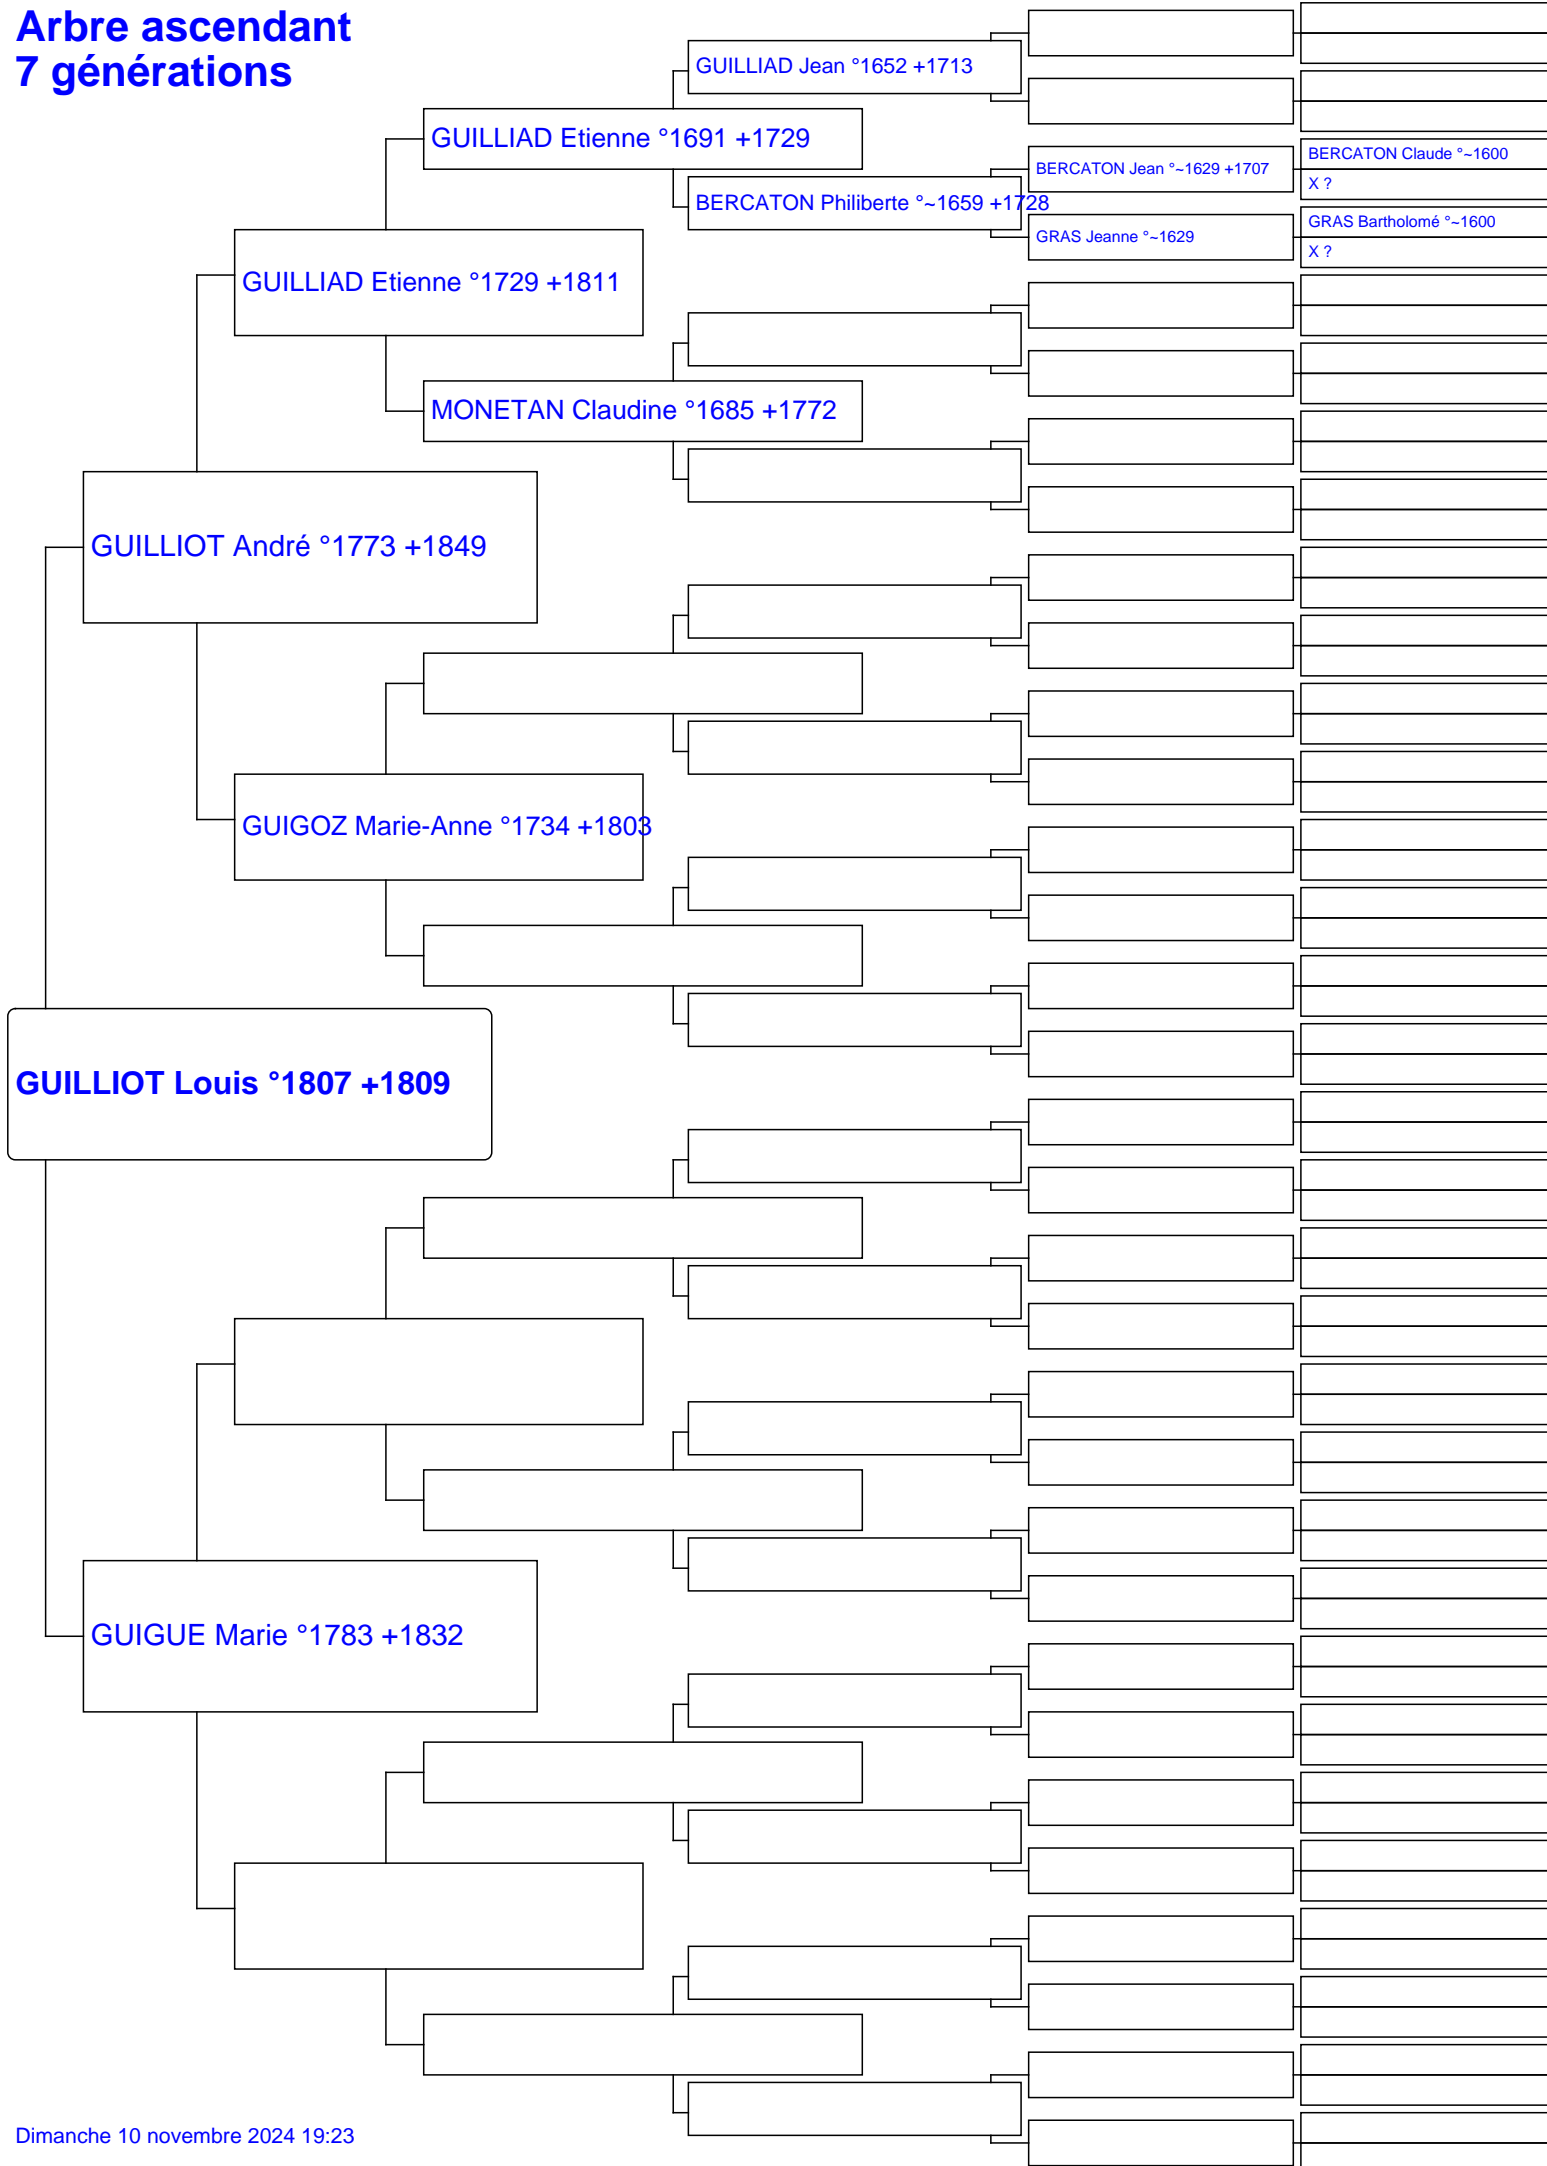 Arbre ascendant
7 générations
GUILLIAD Jean °1652 +1713
GUILLIAD Etienne °1691 +1729
BERCATON Claude °~1600
BERCATON Jean °~1629 +1707
X ?
BERCATON Philiberte °~1659 +1728
GRAS Bartholomé °~1600
GRAS Jeanne °~1629
X ?
GUILLIAD Etienne °1729 +1811
MONETAN Claudine °1685 +1772
GUILLIOT André °1773 +1849
GUIGOZ Marie-Anne °1734 +1803
GUILLIOT Louis °1807 +1809
GUIGUE Marie °1783 +1832
Dimanche 10 novembre 2024 19:23